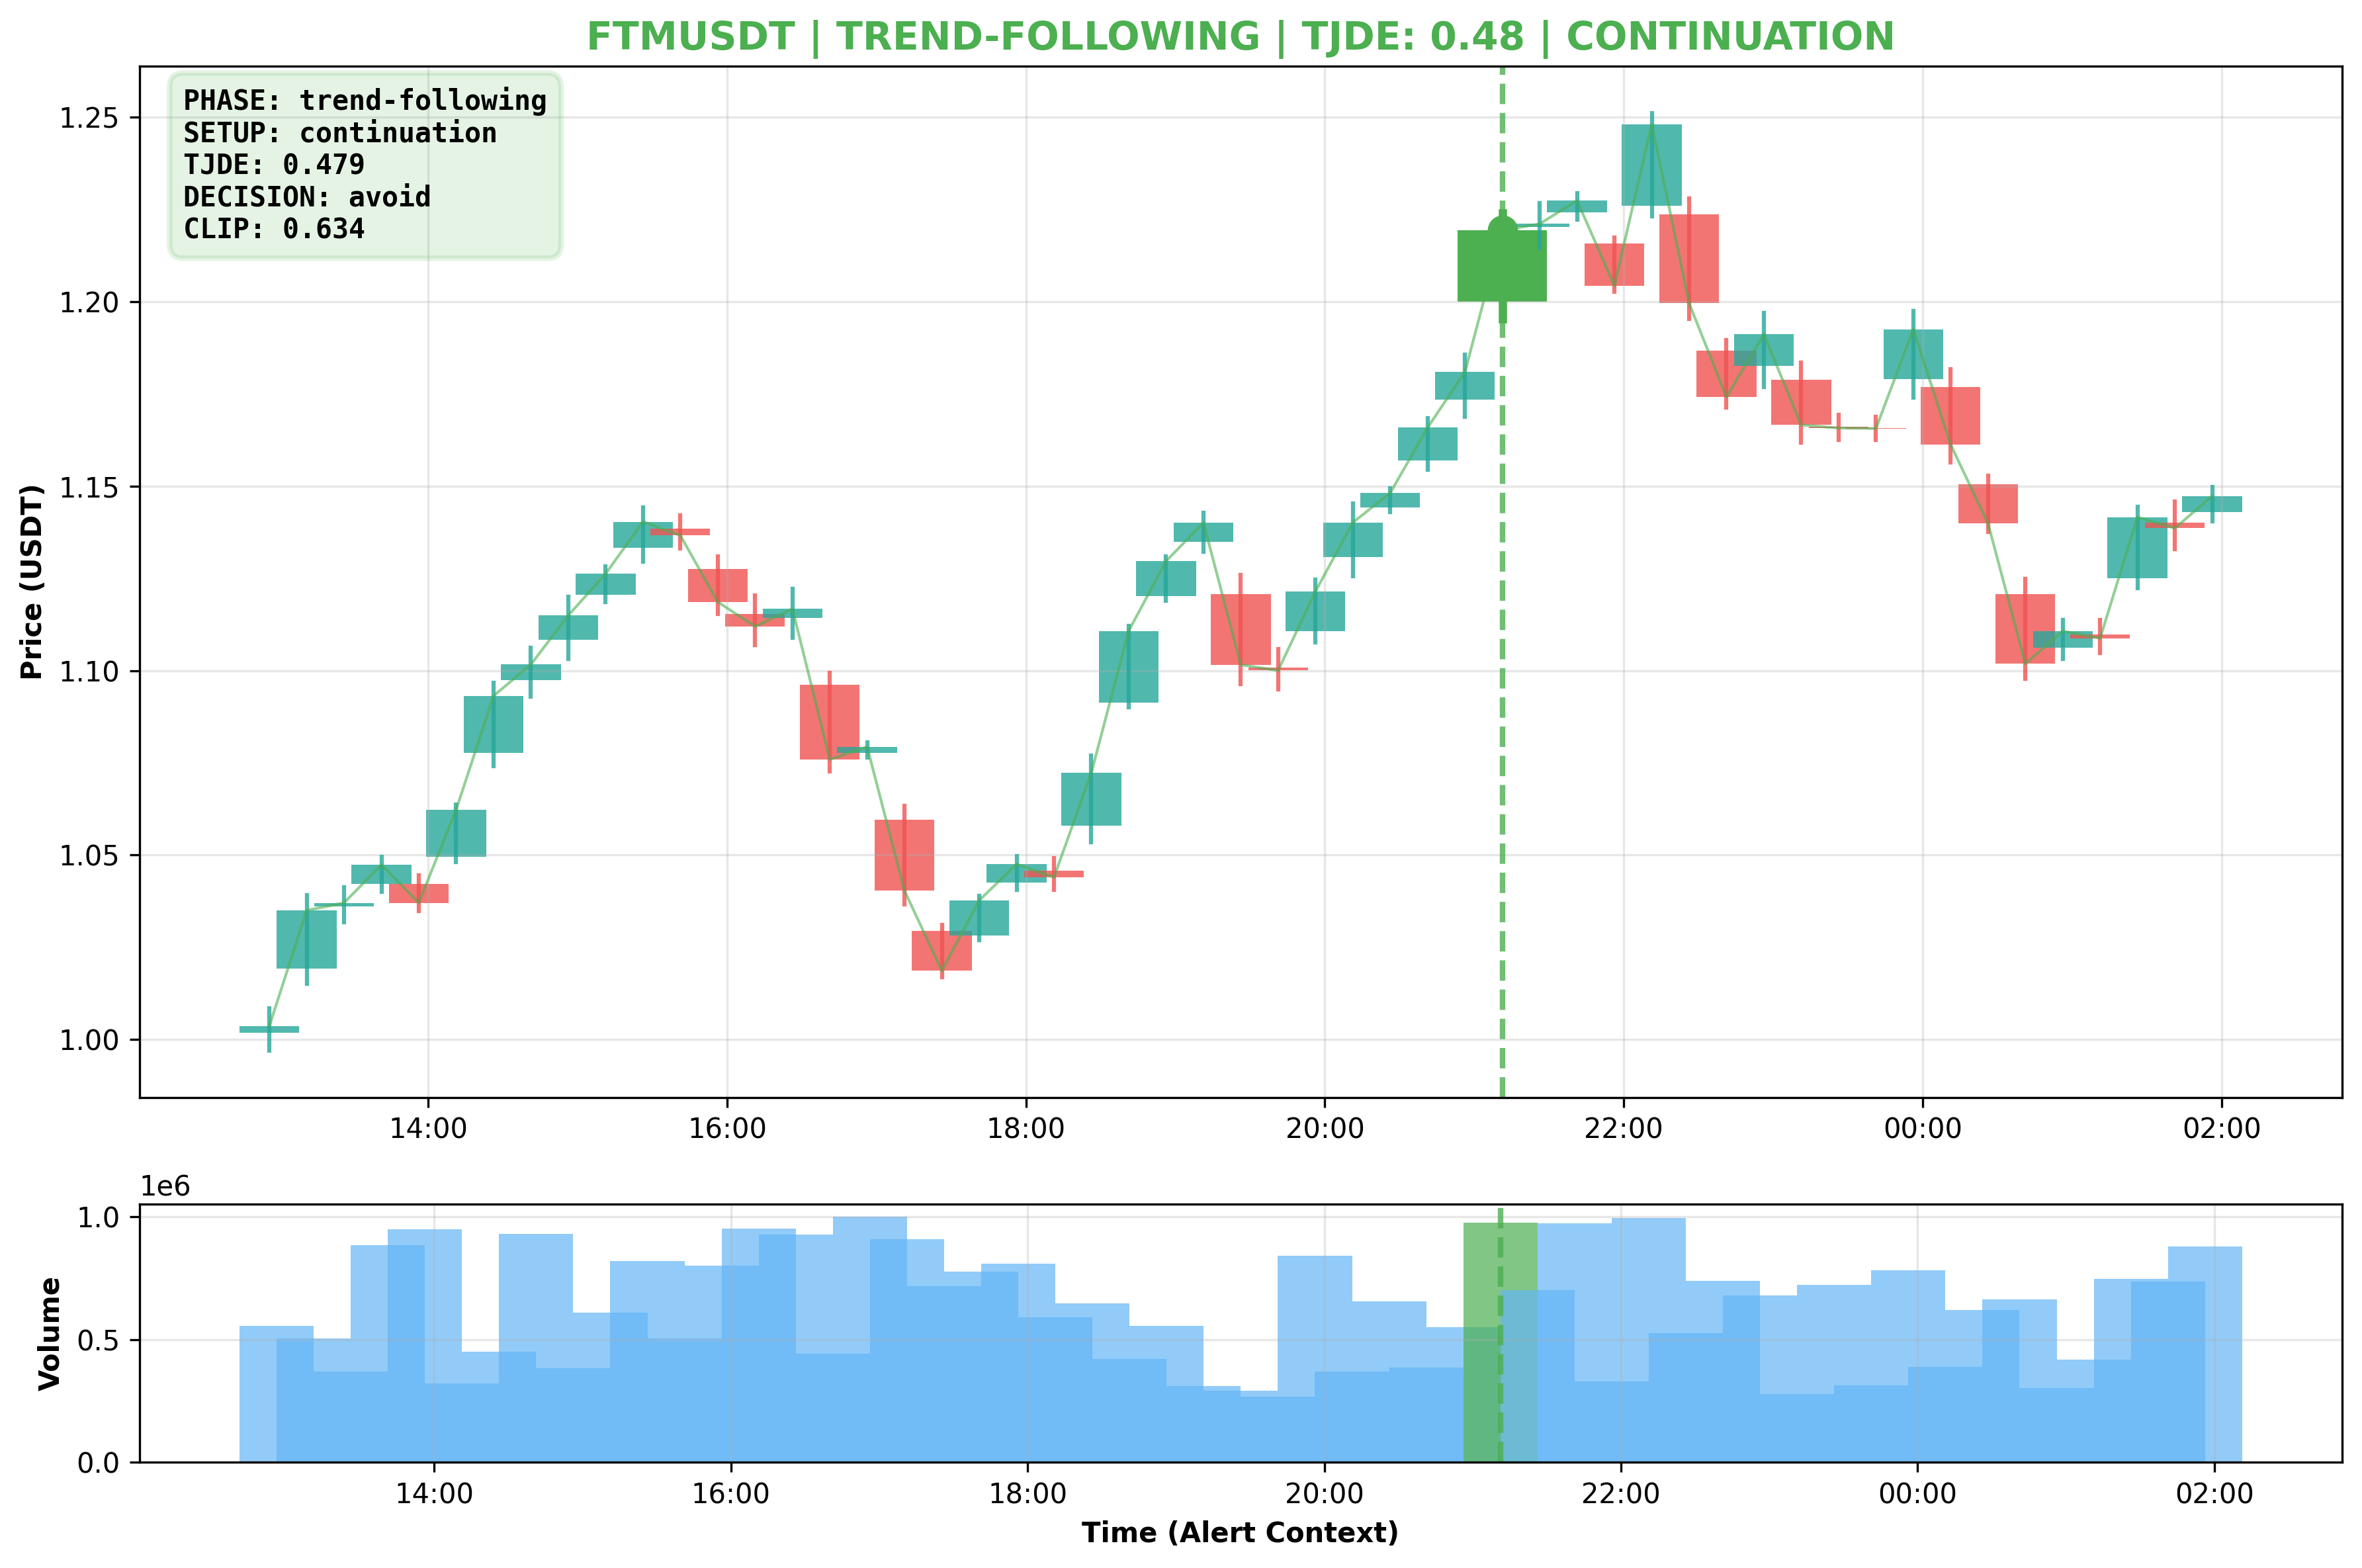 FTMUSDT | TREND-FOLLOWING | TJDE: 0.48 | CONTINUATION
PHASE: trend-following
SETUP: continuation
TJDE: 0.479
DECISION: avoid
CLIP: 0.634
Price (USDT)
1.25
1.20
1.15
1.10
1.05
1.00
14:00 16:00 18:00 20:00 22:00 00:00 02:00
1e6
Volume
1.0
0.5
0.0
14:00 16:00 18:00 20:00 22:00 00:00 02:00
Time (Alert Context)